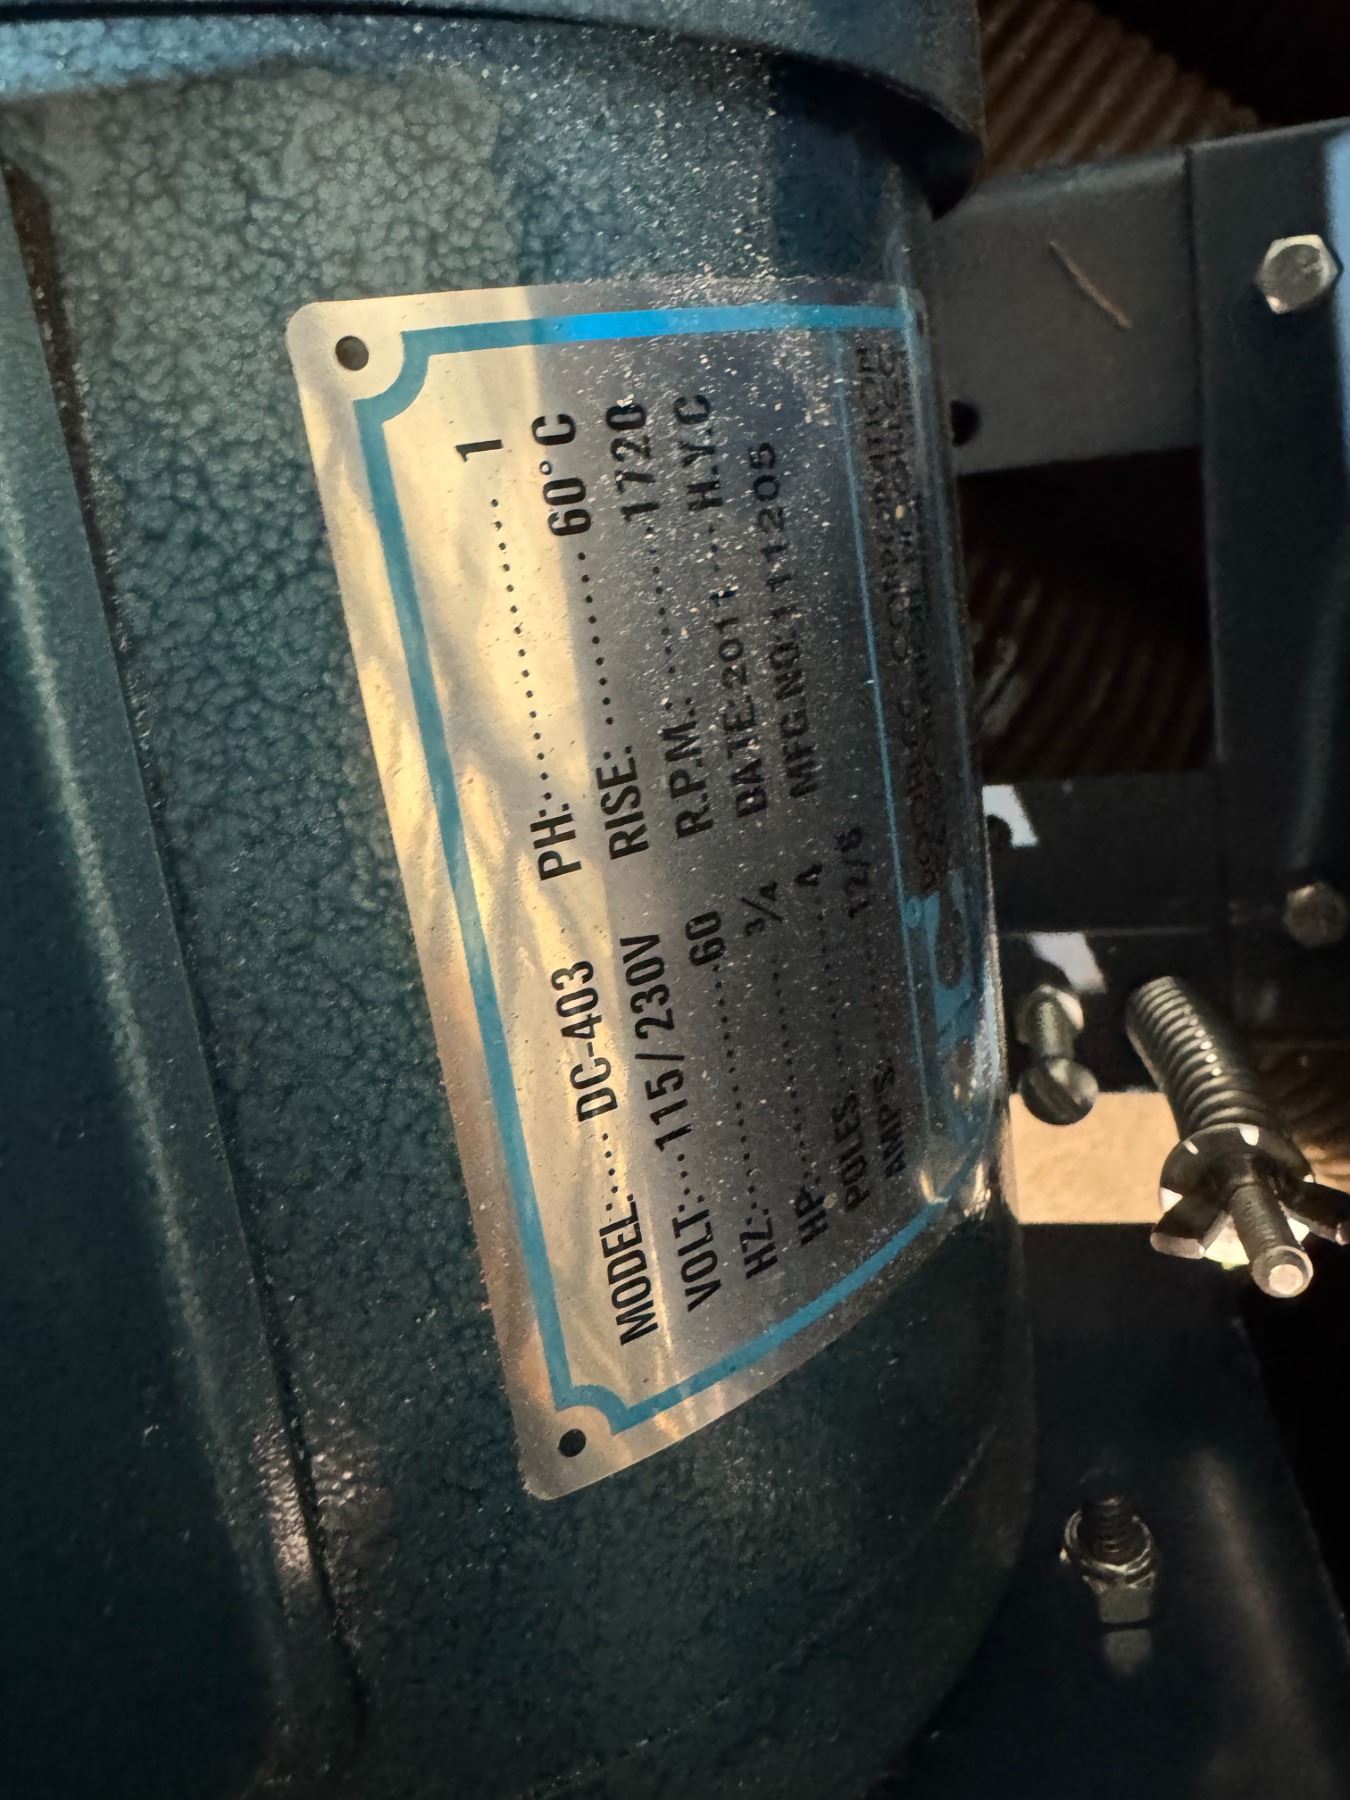 MODEL:.... DC-403 PH:............... 1
VOLT:...115/230V RISE:......... 60°C
HZ:..............60 R.P.M.:..........1720
HP:.............. 3/4 DATE:2011....H.Y.C
POLES:...........4 MFG.NO:111205
AMPS:.........12/6